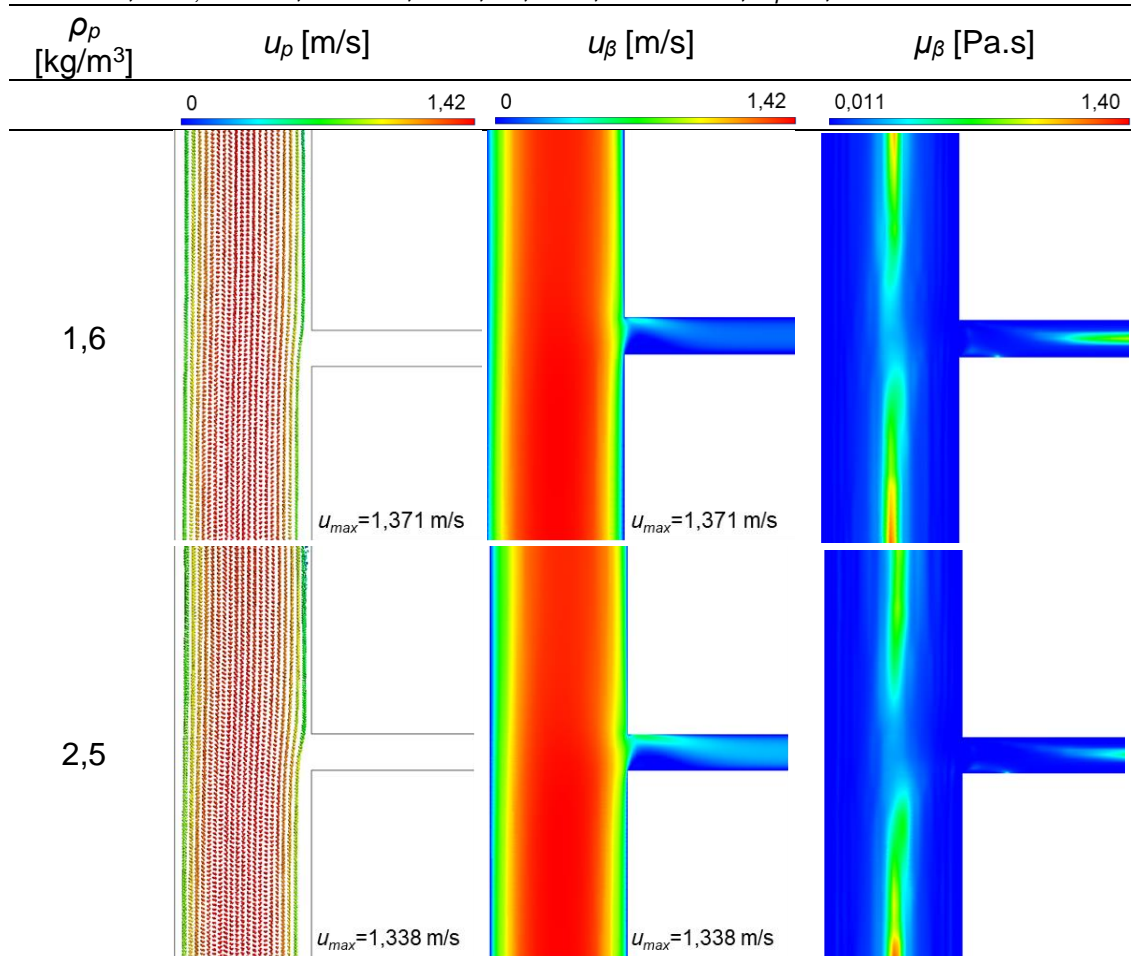 ρp
[kg/m³]
up [m/s]
uβ [m/s]
μβ [Pa.s]
0 1,42
0 1,42
0,011 1,40
1,6
umax=1,371 m/s
umax=1,371 m/s
2,5
umax=1,338 m/s
umax=1,338 m/s